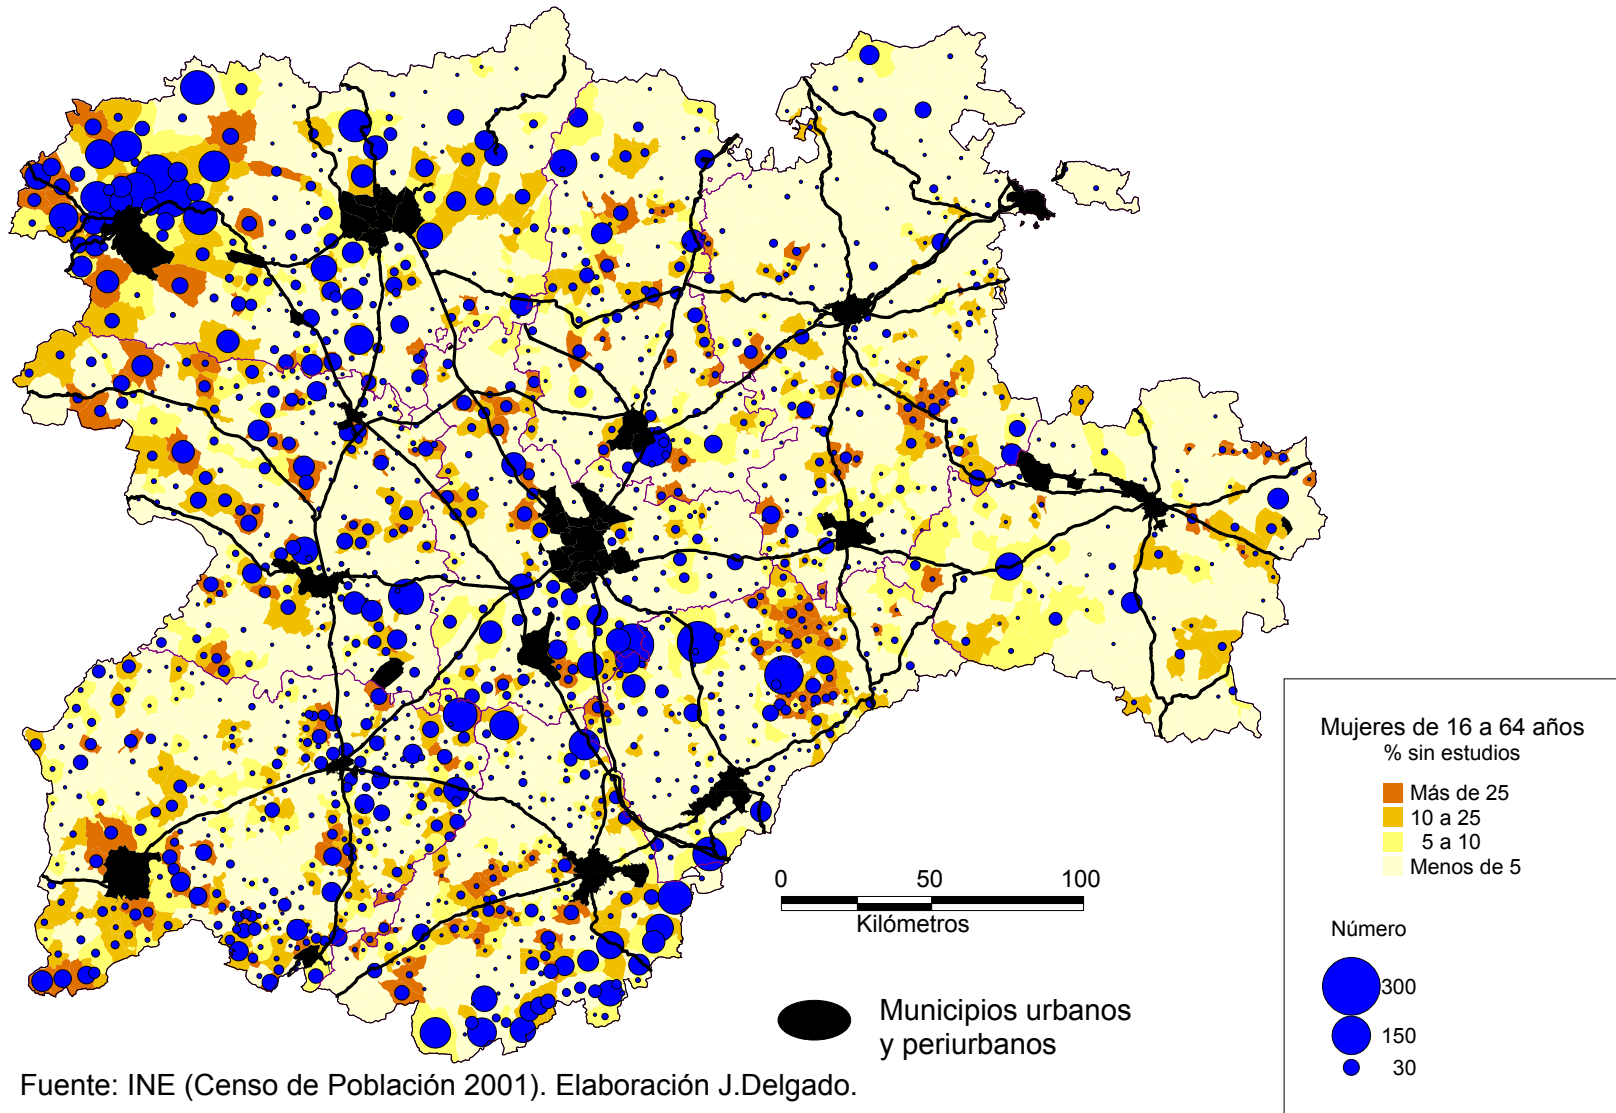 Mujeres de 16 a 64 años
% sin estudios
Más de 25
10 a 25
5 a 10
Menos de 5
0 50 100
Kilómetros
Número
300
150
30
Municipios urbanos
y periurbanos
Fuente: INE (Censo de Población 2001). Elaboración J.Delgado.